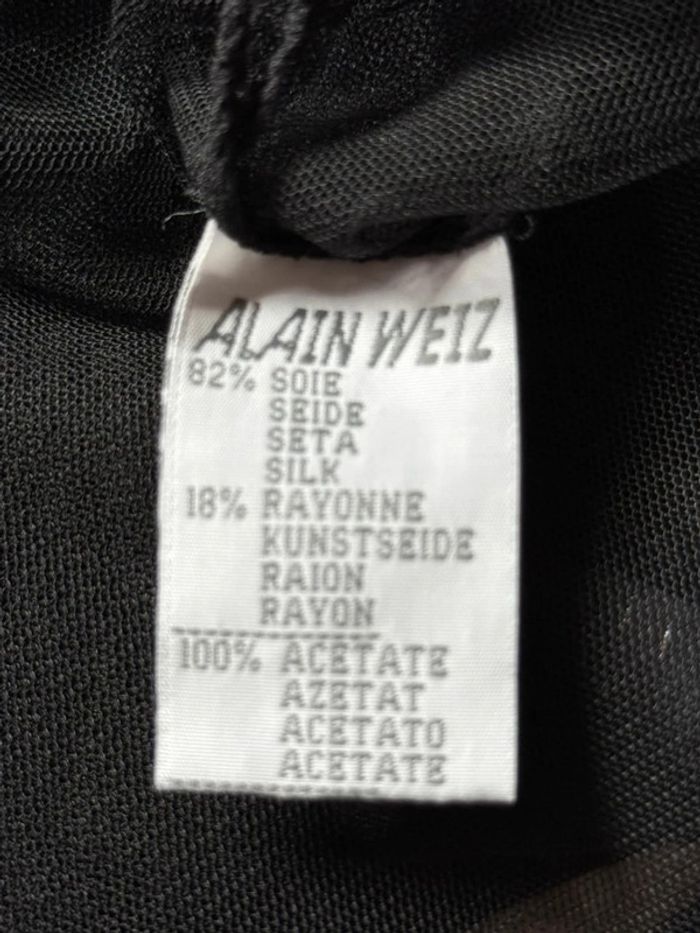 ALAIN WEIZ
82% SOIE
SEIDE
SETA
SILK
18% RAYONNE
KUNSTSEIDE
RAION
RAYON
100% ACETATE
AZETAT
ACETATO
ACETATE